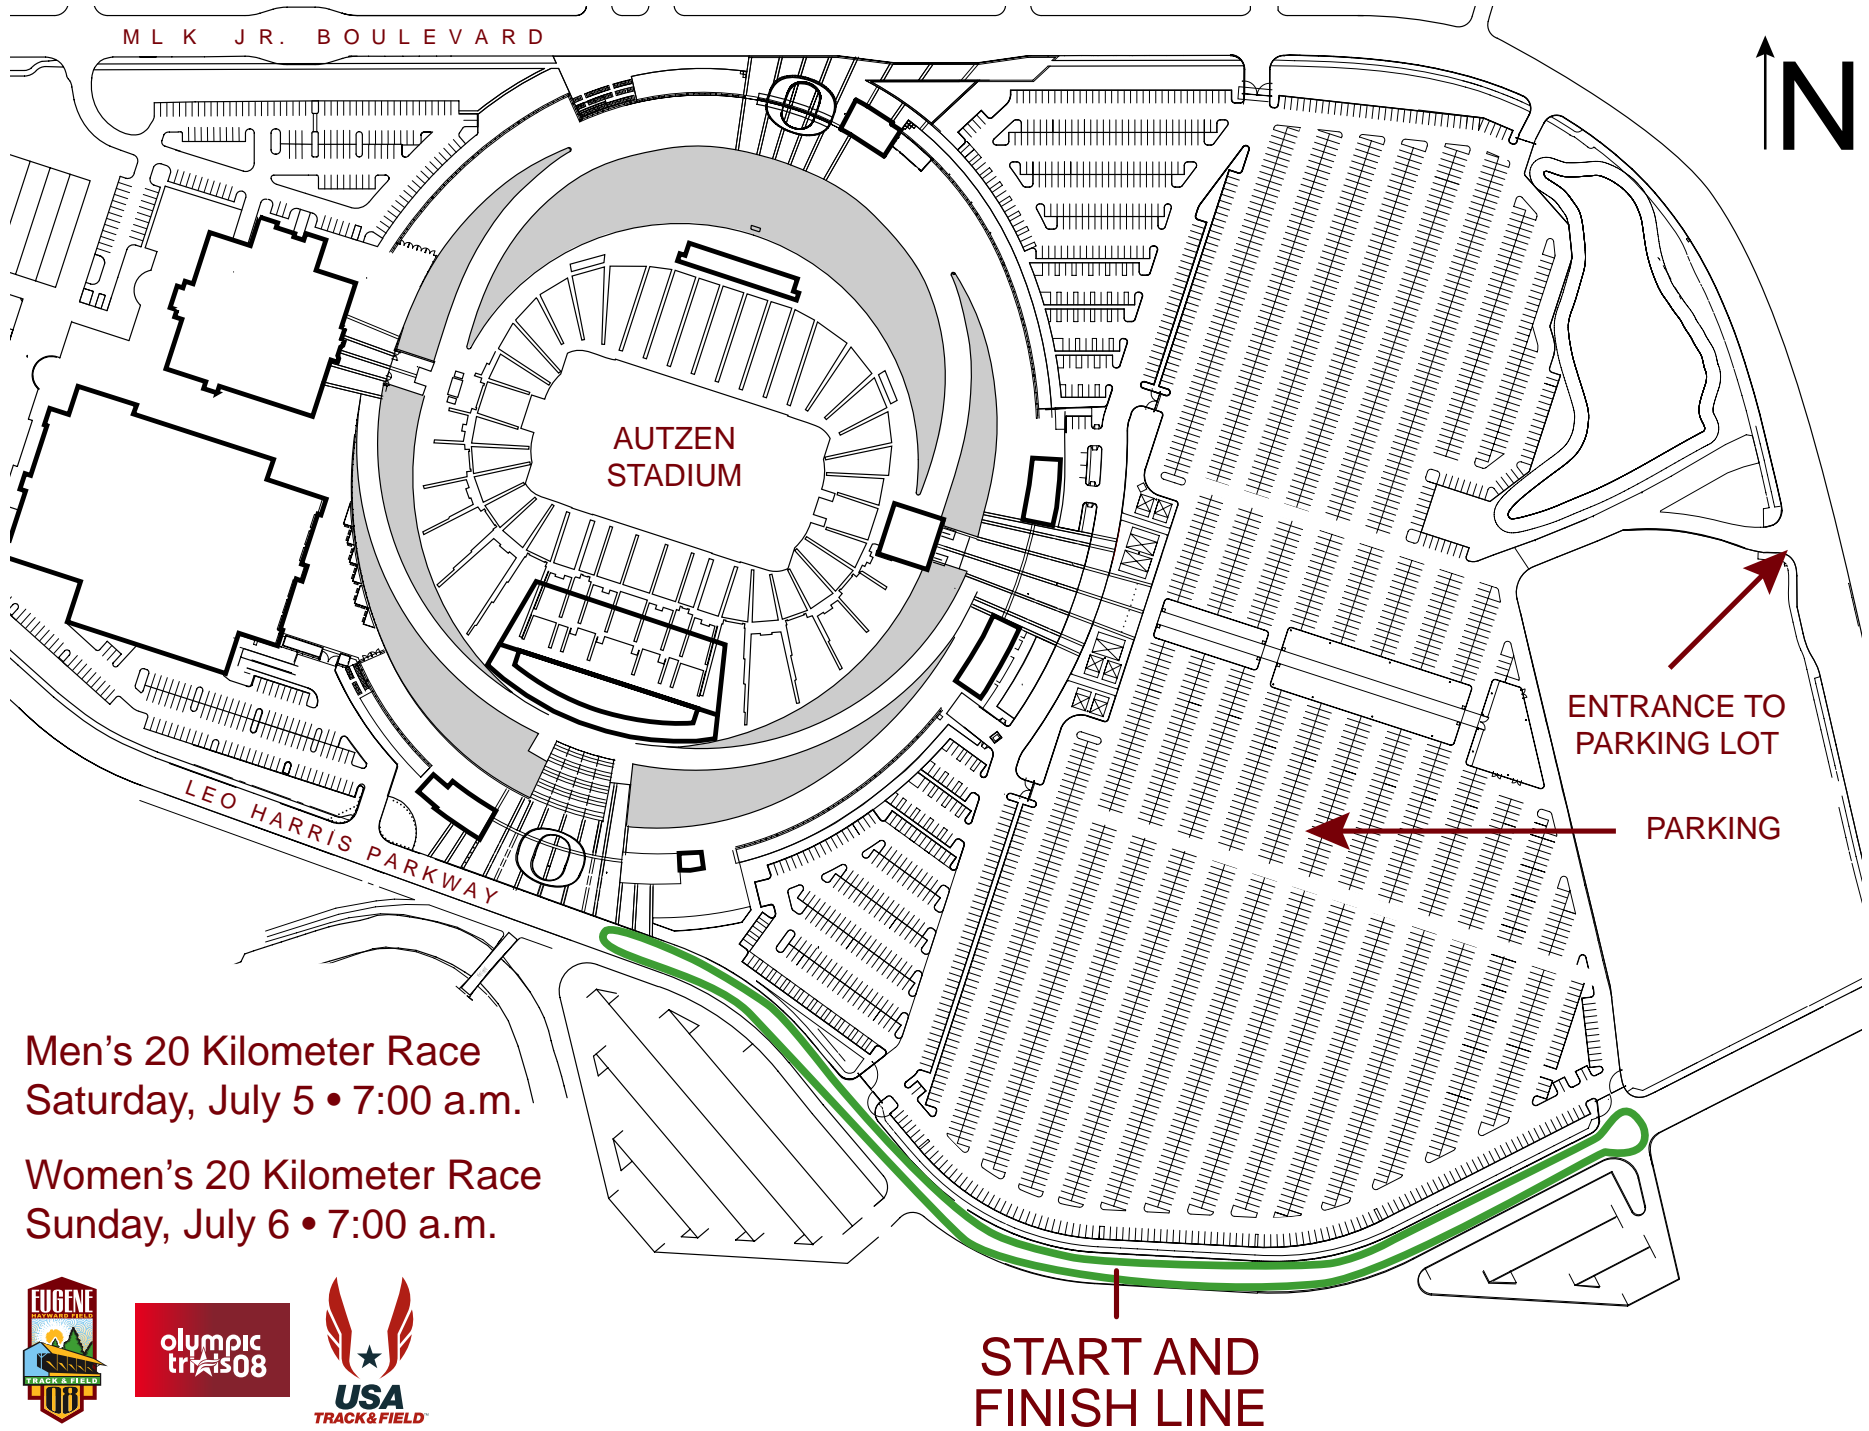 MLK JR. BOULEVARD
N
AUTZEN
STADIUM
ENTRANCE TO
PARKING LOT
PARKING
LEO HARRIS PARKWAY
Men's 20 Kilometer Race
Saturday, July 5 • 7:00 a.m.
Women's 20 Kilometer Race
Sunday, July 6 • 7:00 a.m.
EUGENE
HAYWARD FIELD
TRACK & FIELD
08
olympic
trials08
USA
TRACK&FIELD
START AND
FINISH LINE